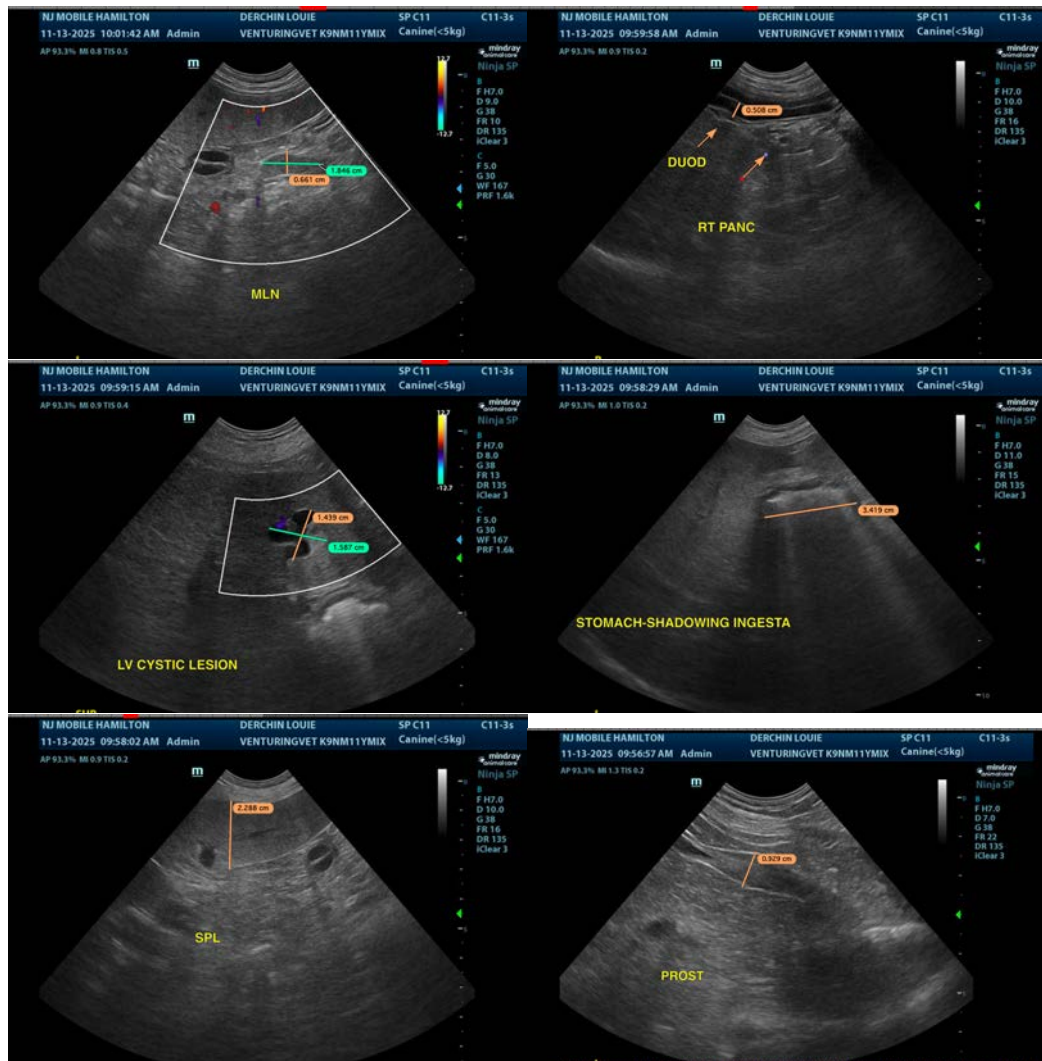 NJ MOBILE HAMILTON DERCHIN LOUIE SP C11 C11-3s
11-13-2025 10:01:42 AM Admin VENTURINGVET K9NM11YMIX Canine(<5kg)
AP 93.3% MI 0.8 TIS 0.5
mindray
animalcare
Ninja SP
m
12.7
-12.7
B
F H7.0
D 9.0
G 38
FR 10
DR 135
iClear 3
C
F 5.0
G 30
WF 167
PRF 1.6k
1.846 cm
0.661 cm
MLN
NJ MOBILE HAMILTON DERCHIN LOUIE SP C11 C11-3s
11-13-2025 09:59:58 AM Admin VENTURINGVET K9NM11YMIX Canine(<5kg)
AP 93.3% MI 0.9 TIS 0.2
mindray
animalcare
Ninja SP
m
B
F H7.0
D 10.0
G 38
FR 16
DR 135
iClear 3
0.508 cm
DUOD
RT PANC
NJ MOBILE HAMILTON DERCHIN LOUIE SP C11 C11-3s
11-13-2025 09:59:15 AM Admin VENTURINGVET K9NM11YMIX Canine(<5kg)
AP 93.3% MI 0.9 TIS 0.4
mindray
animalcare
Ninja SP
m
12.7
-12.7
B
F H7.0
D 8.0
G 38
FR 13
DR 135
iClear 3
C
F 5.0
G 30
WF 167
PRF 1.6k
1.439 cm
1.587 cm
LV CYSTIC LESION
NJ MOBILE HAMILTON DERCHIN LOUIE SP C11 C11-3s
11-13-2025 09:58:29 AM Admin VENTURINGVET K9NM11YMIX Canine(<5kg)
AP 93.3% MI 1.0 TIS 0.2
mindray
animalcare
Ninja SP
m
B
F H7.0
D 11.0
G 38
FR 15
DR 135
iClear 3
3.419 cm
STOMACH-SHADOWING INGESTA
10
NJ MOBILE HAMILTON DERCHIN LOUIE SP C11 C11-3s
11-13-2025 09:58:02 AM Admin VENTURINGVET K9NM11YMIX Canine(<5kg)
AP 93.3% MI 0.9 TIS 0.2
mindray
animalcare
Ninja SP
m
B
F H7.0
D 10.0
G 38
FR 16
DR 135
iClear 3
2.288 cm
SPL
NJ MOBILE HAMILTON DERCHIN LOUIE SP C11 C11-3s
11-13-2025 09:56:57 AM Admin VENTURINGVET K9NM11YMIX Canine(<5kg)
AP 93.3% MI 1.3 TIS 0.2
mindray
animalcare
Ninja SP
m
B
F H7.0
D 7.0
G 38
FR 22
DR 135
iClear 3
0.929 cm
PROST